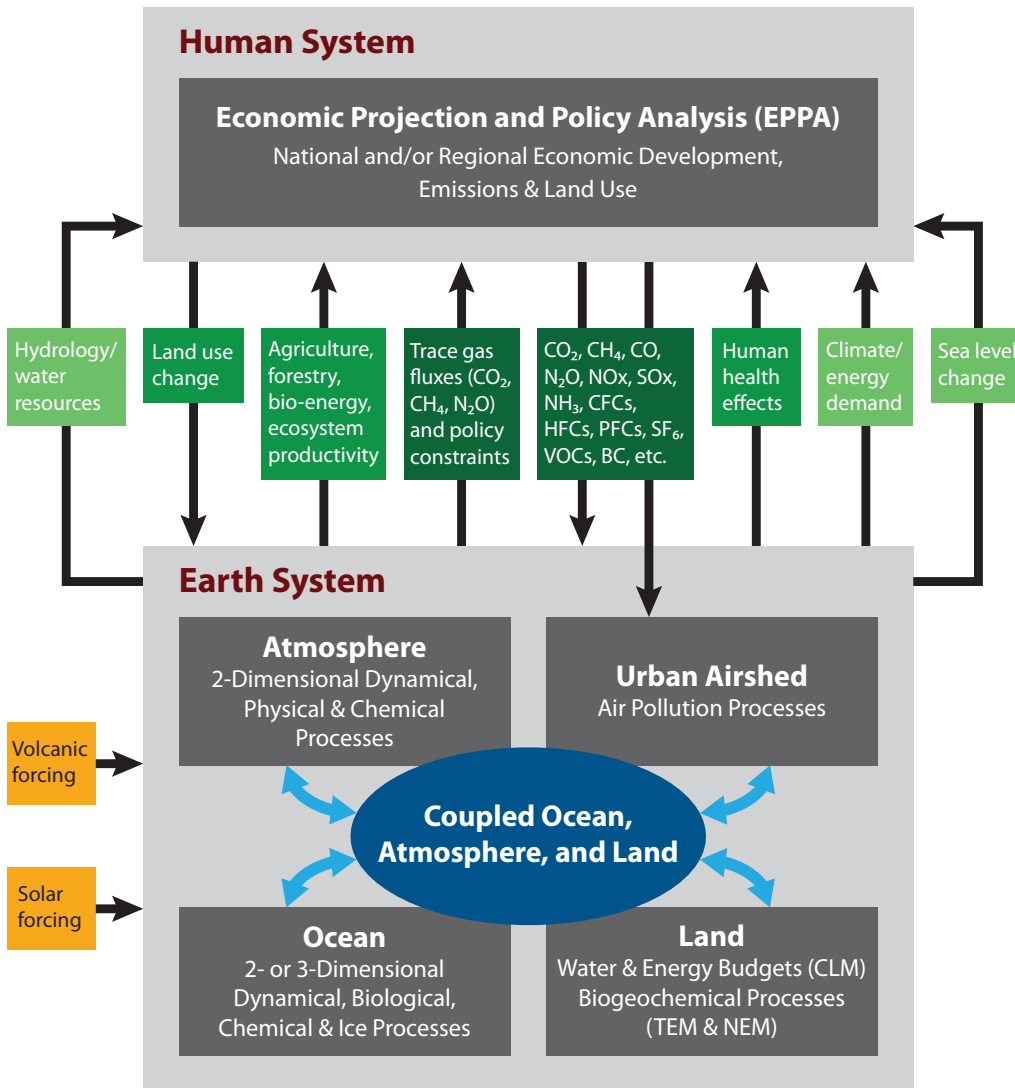 Human System
Economic Projection and Policy Analysis (EPPA)
National and/or Regional Economic Development,
Emissions & Land Use
Hydrology/
water
resources
Land use
change
Agriculture,
forestry,
bio-energy,
ecosystem
productivity
Trace gas
fluxes (CO₂,
CH₄, N₂O)
and policy
constraints
CO₂, CH₄, CO,
N₂O, NOx, SOx,
NH₃, CFCs,
HFCs, PFCs, SF₆,
VOCs, BC, etc.
Human
health
effects
Climate/
energy
demand
Sea level
change
Earth System
Atmosphere
2-Dimensional Dynamical,
Physical & Chemical
Processes
Urban Airshed
Air Pollution Processes
Volcanic
forcing
Coupled Ocean,
Atmosphere, and Land
Solar
forcing
Ocean
2- or 3-Dimensional
Dynamical, Biological,
Chemical & Ice Processes
Land
Water & Energy Budgets (CLM)
Biogeochemical Processes
(TEM & NEM)